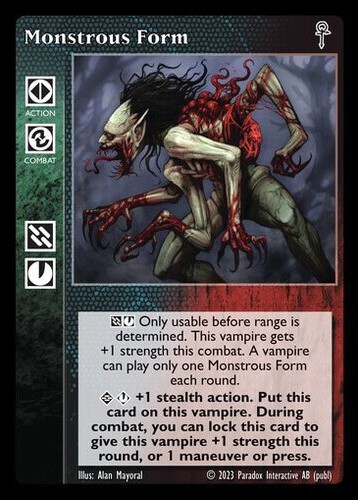 Monstrous Form
ACTION
COMBAT
Only usable before range is
determined. This vampire gets
+1 strength this combat. A vampire
can play only one Monstrous Form
each round.
+1 stealth action. Put this
card on this vampire. During
combat, you can lock this card to
give this vampire +1 strength this
round, or 1 maneuver or press.
Illus: Alan Mayoral © 2023 Paradox Interactive AB (publ)